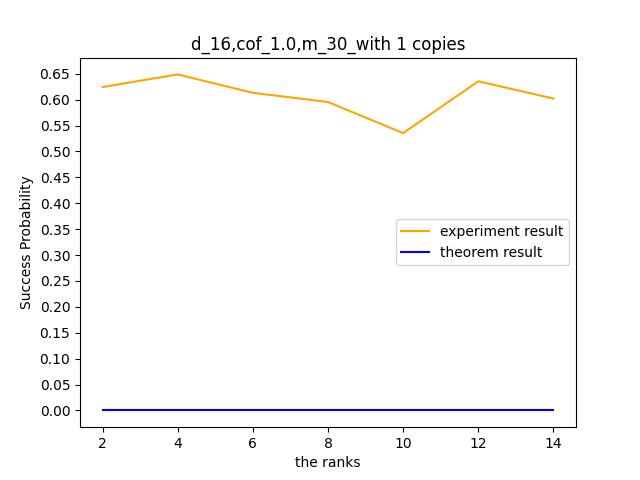 d_16,cof_1.0,m_30_with 1 copies
0.65
0.60
0.55
0.50
0.45
0.40
0.35
0.30
0.25
0.20
0.15
0.10
0.05
0.00
Success Probability
experiment result
theorem result
2 4 6 8 10 12 14
the ranks